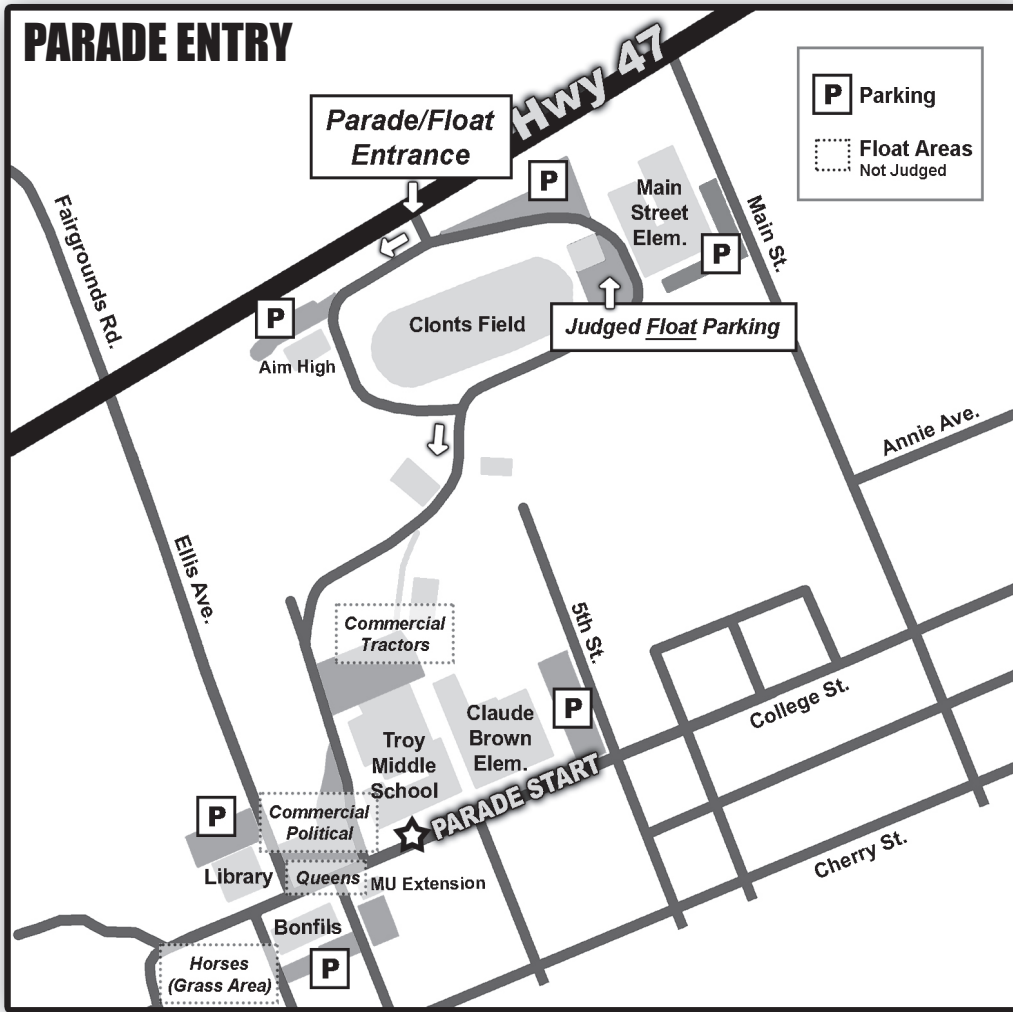 PARADE ENTRY
Hwy 47
P Parking
Float Areas
Not Judged
Parade/Float
Entrance
P
Main
Street
Elem.
P
Main St.
Fairgrounds Rd.
P
Aim High
Clonts Field
Judged Float Parking
Annie Ave.
Ellis Ave.
5th St.
Commercial
Tractors
P
College St.
Claude
Brown
Elem.
Troy
Middle
School
PARADE START
P
Commercial
Political
Cherry St.
Library
Queens
MU Extension
Bonfils
P
Horses
(Grass Area)